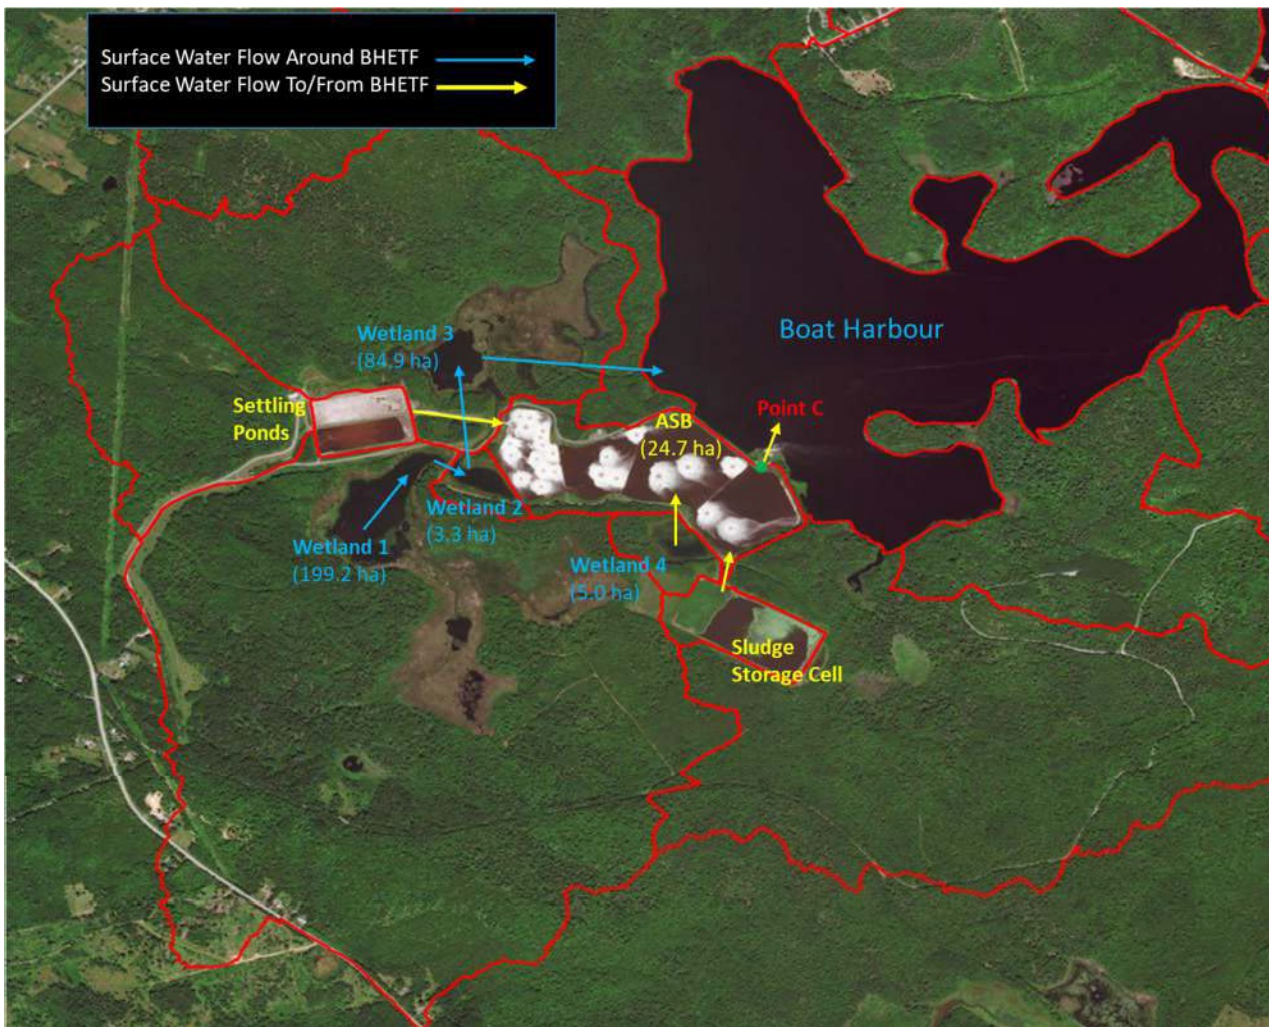 Surface Water Flow Around BHETF
Surface Water Flow To/From BHETF
Wetland 3
(84.9 ha)
Boat Harbour
Settling
Ponds
ASB
(24.7 ha)
Point C
Wetland 2
(3.3 ha)
Wetland 1
(199.2 ha)
Wetland 4
(5.0 ha)
Sludge
Storage Cell